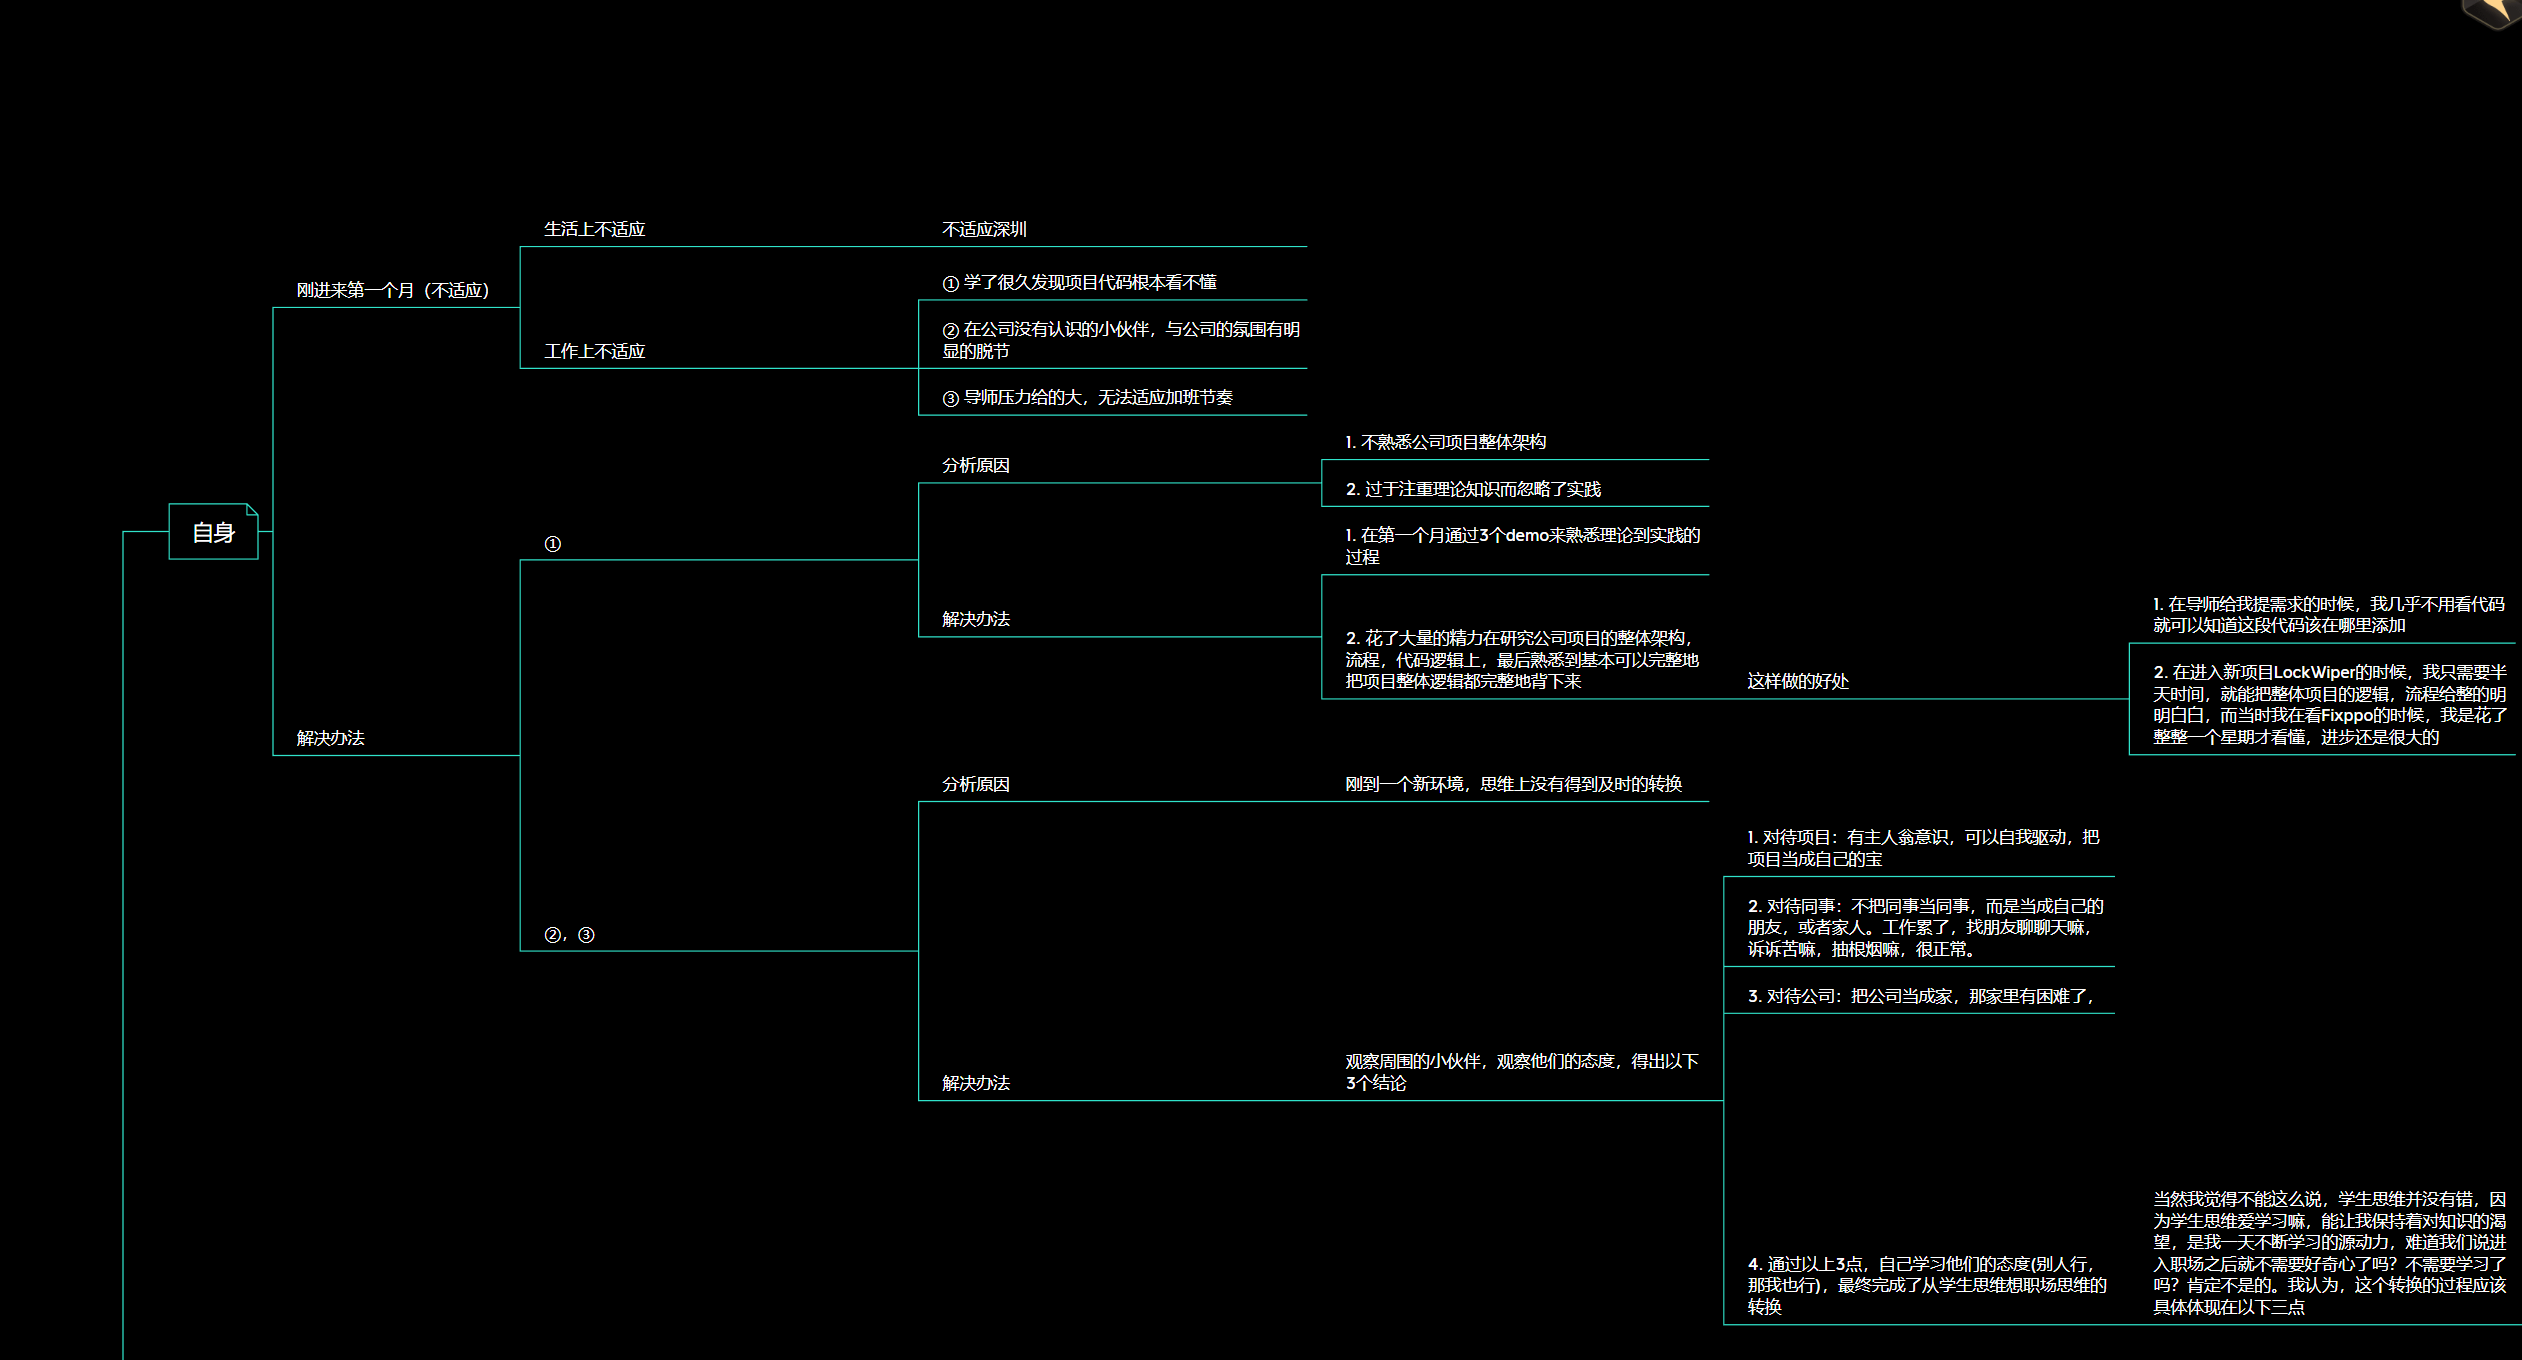 自身
刚进来第一个月（不适应）
生活上不适应
不适应深圳
工作上不适应
① 学了很久发现项目代码根本看不懂
② 在公司没有认识的小伙伴，与公司的氛围有明
显的脱节
③ 导师压力给的大，无法适应加班节奏
解决办法
①
分析原因
1. 不熟悉公司项目整体架构
2. 过于注重理论知识而忽略了实践
解决办法
1. 在第一个月通过3个demo来熟悉理论到实践的
过程
2. 花了大量的精力在研究公司项目的整体架构，
流程，代码逻辑上，最后熟悉到基本可以完整地
把项目整体逻辑都完整地背下来
这样做的好处
1. 在导师给我提需求的时候，我几乎不用看代码
就可以知道这段代码该在哪里添加
2. 在进入新项目LockWiper的时候，我只需要半
天时间，就能把整体项目的逻辑，流程给整的明
明白白，而当时我在看Fixppo的时候，我是花了
整整一个星期才看懂，进步还是很大的
②，③
分析原因
刚到一个新环境，思维上没有得到及时的转换
解决办法
观察周围的小伙伴，观察他们的态度，得出以下
3个结论
1. 对待项目：有主人翁意识，可以自我驱动，把
项目当成自己的宝
2. 对待同事：不把同事当同事，而是当成自己的
朋友，或者家人。工作累了，找朋友聊聊天嘛，
诉诉苦嘛，抽根烟嘛，很正常。
3. 对待公司：把公司当成家，那家里有困难了，
4. 通过以上3点，自己学习他们的态度(别人行，
那我也行)，最终完成了从学生思维想职场思维的
转换
当然我觉得不能这么说，学生思维并没有错，因
为学生思维爱学习嘛，能让我保持着对知识的渴
望，是我一天不断学习的源动力，难道我们说进
入职场之后就不需要好奇心了吗？不需要学习了
吗？肯定不是的。我认为，这个转换的过程应该
具体体现在以下三点